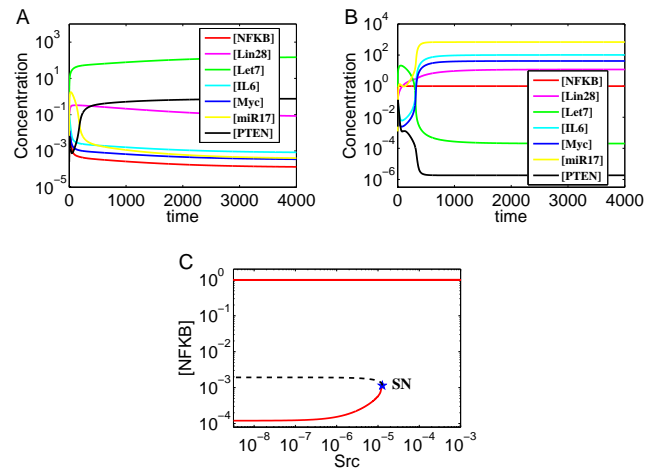 A
Concentration
10^3
10^1
10^-1
10^-3
10^-5
0
1000
2000
3000
4000
time
[NFKB]
[Lin28]
[Let7]
[IL6]
[Myc]
[miR17]
[PTEN]
B
Concentration
10^4
10^2
10^0
10^-2
10^-4
10^-6
0
1000
2000
3000
4000
time
[NFKB]
[Lin28]
[Let7]
[IL6]
[Myc]
[miR17]
[PTEN]
C
[NFKB]
10^0
10^-1
10^-2
10^-3
10^-4
SN
10^-8
10^-7
10^-6
10^-5
10^-4
10^-3
Src